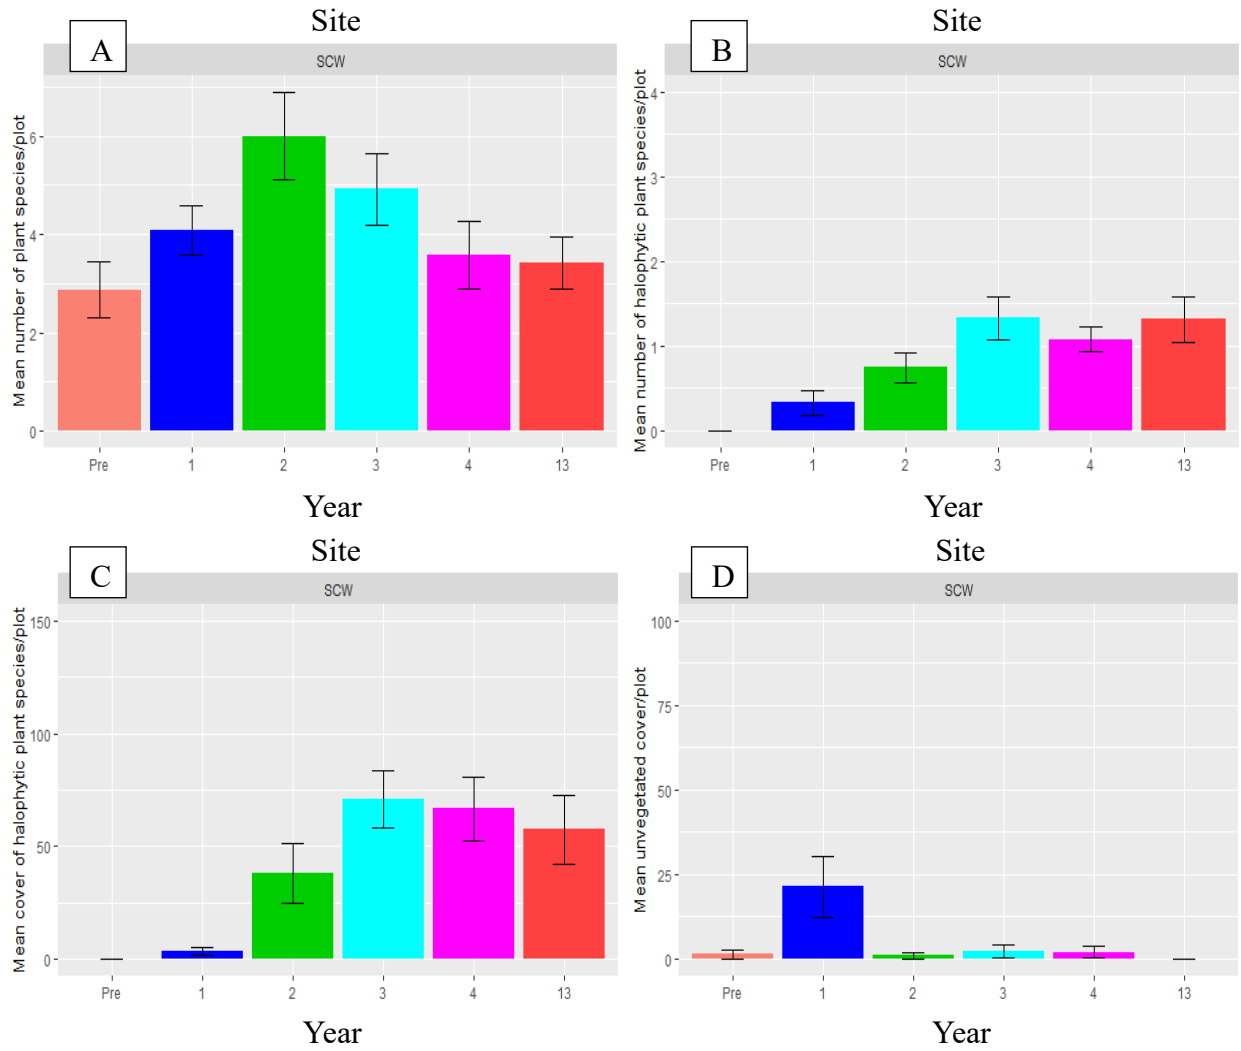 Site
A
SCW
Mean number of plant species/plot
6
4
2
0
Pre 1 2 3 4 13
Year
Site
B
SCW
Mean number of halophytic plant species/plot
4
3
2
1
0
Pre 1 2 3 4 13
Year
Site
C
SCW
Mean cover of halophytic plant species/plot
150
100
50
0
Pre 1 2 3 4 13
Year
Site
D
SCW
Mean unvegetated cover/plot
100
75
50
25
0
Pre 1 2 3 4 13
Year